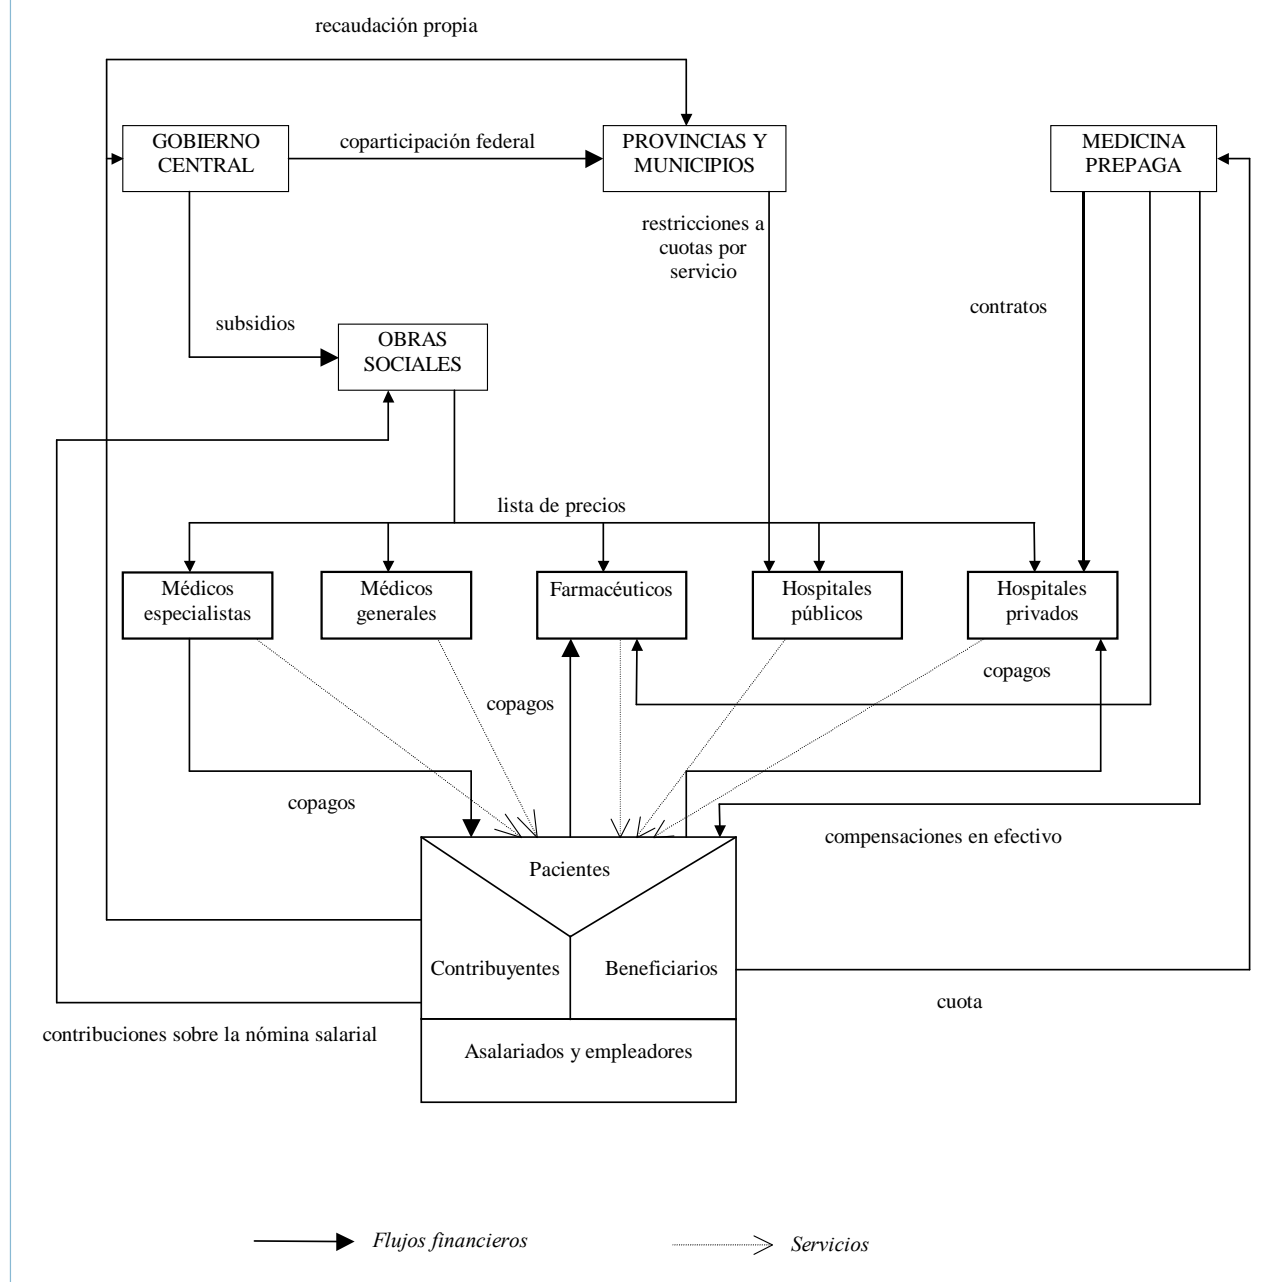 recaudación propia
GOBIERNO
CENTRAL
coparticipación federal
PROVINCIAS Y
MUNICIPIOS
MEDICINA
PREPAGA
restricciones a
cuotas por
servicio
contratos
subsidios
OBRAS
SOCIALES
lista de precios
Médicos
especialistas
Médicos
generales
Farmacéuticos
Hospitales
públicos
Hospitales
privados
copagos
copagos
copagos
compensaciones en efectivo
Pacientes
Contribuyentes
Beneficiarios
cuota
contribuciones sobre la nómina salarial
Asalariados y empleadores
Flujos financieros
Servicios